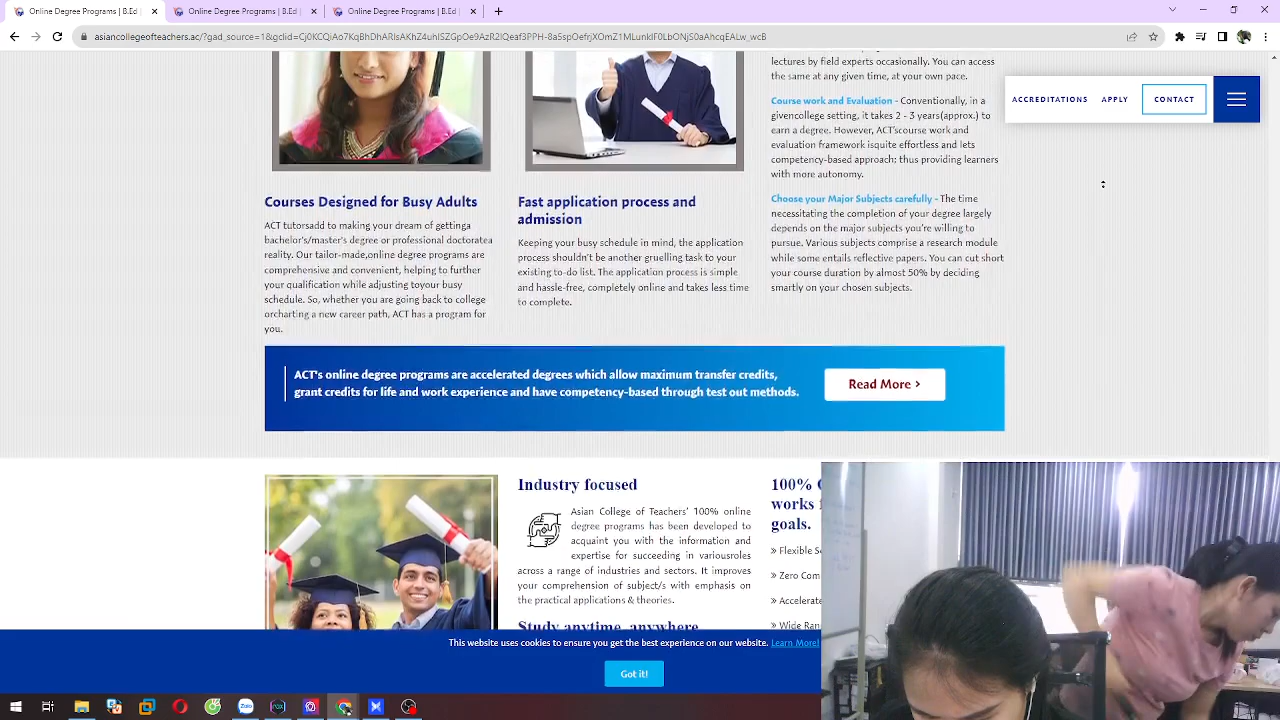 Online Degree Programs | B.Ed
Online Degree Programs | B.Ed
Online Degree Programs | B.Ed
asiancollegeofteachers.ac/?gad_source=1&gclid=
ACCREDITATIONS
APPLY
CONTACT
lectures by field experts occasionally. You can access
the same at any given time, at your own pace.
Course work and Evaluation - Conventionally, in a
givencollege setting, it takes 2 - 3 years(approx.) to
earn a degree. However, ACT'scourse work and
evaluation framework isquite effortless and lets
competency-based approach; thus providing learners
with more autonomy.
Choose your Major Subjects carefully - The time
necessitating the completion of your degree largely
depends on the major subjects you're willing to
pursue. Various subjects comprise a research module
while some entails reflective papers. You can cut short
your course duration by almost 50% by deciding
smartly on your chosen subjects.
Courses Designed for Busy Adults
ACT tutorsadd to making your dream of gettinga
bachelor's/master's degree or professional doctoratea
reality. Our tailor-made,online degree programs are
comprehensive and convenient, helping to further
your qualification while adjusting toyour busy
schedule. So, whether you are going back to college
orcharting a new career path, ACT has a program for
you.
Fast application process and
admission
Keeping your busy schedule in mind, the application
process shouldn't be another gruelling task to your
existing to-do list. The application process is simple
and hassle-free, completely online and takes less time
to complete.
ACT's online degree programs are accelerated degrees which allow maximum transfer credits,
grant credits for life and work experience and have competency-based through test out methods.
Read More >
Industry focused
Asian College of Teachers' 100% online
degree programs has been developed to
acquaint you with the information and
expertise for succeeding in variousroles
across a range of industries and sectors. It improves
your comprehension of subject/s with emphasis on
the practical applications & theories.
Study anytime, anywhere
100%
works
goals.
» Flexible
» Zero
» Accelerate
» Wide
This website uses cookies to ensure you get the best experience on our website. Learn More!
Got it!
Zalo